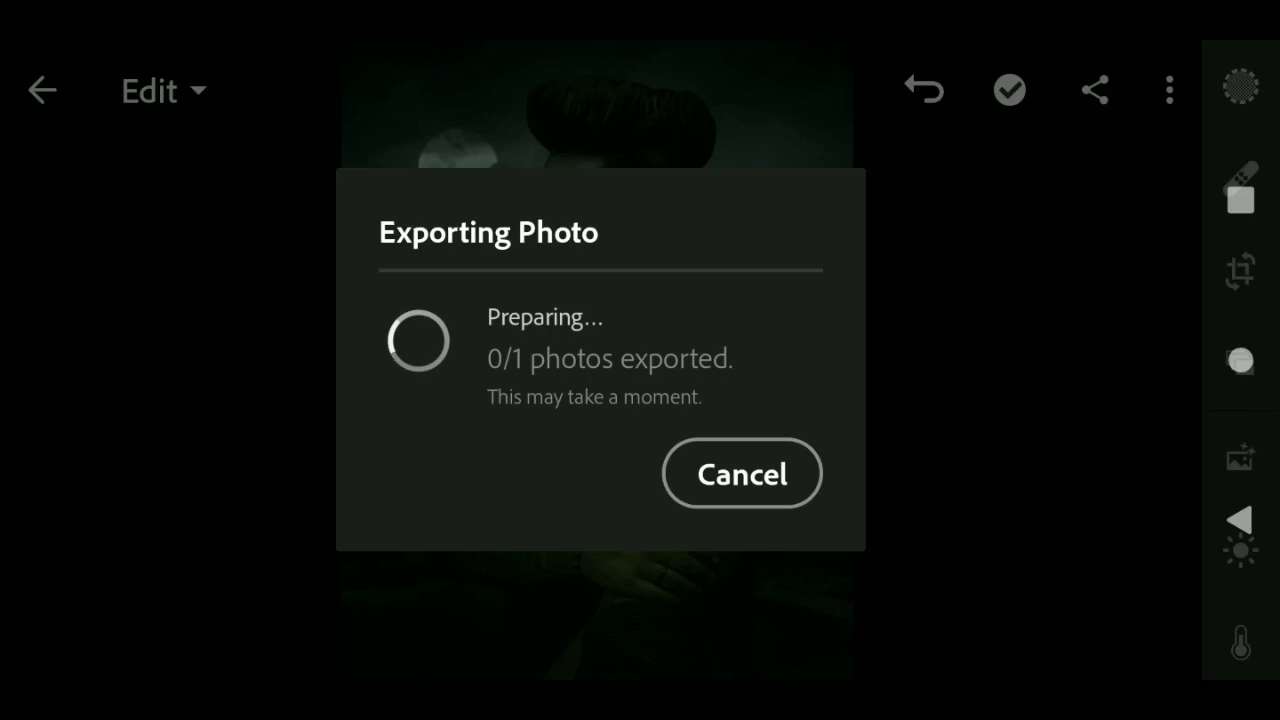 Edit
Exporting Photo
Preparing...
0/1 photos exported.
This may take a moment.
Cancel